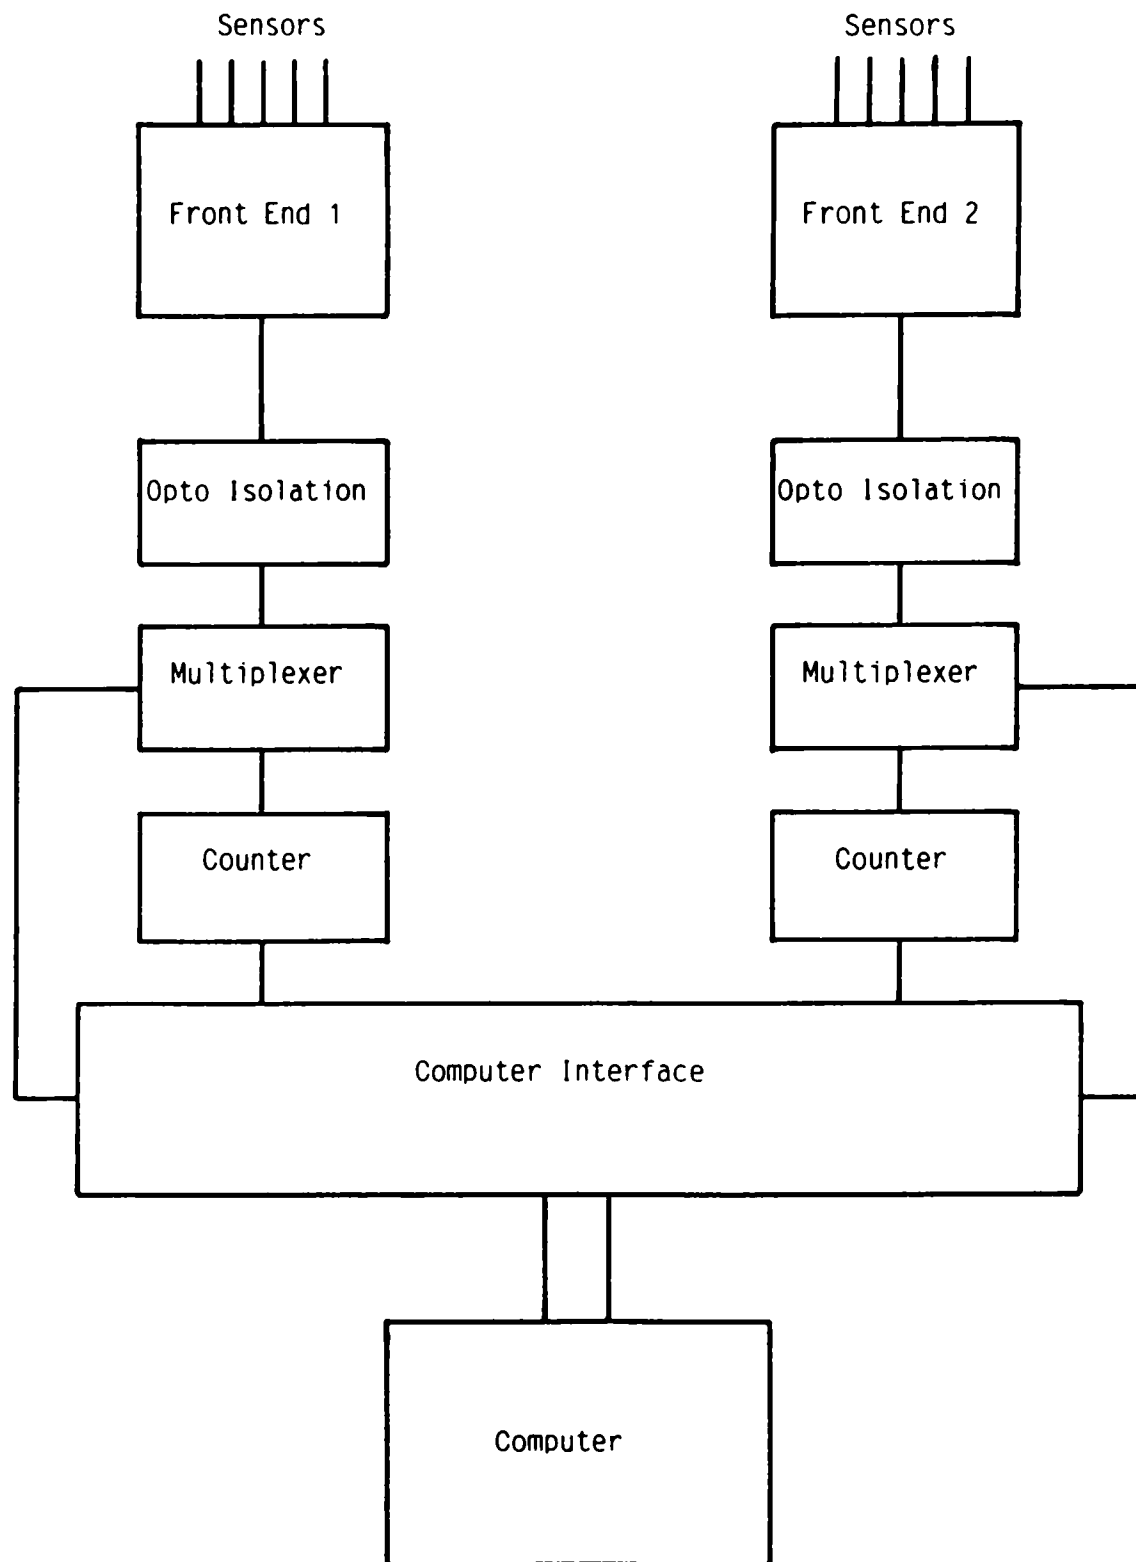 Sensors
Sensors
Front End 1
Front End 2
Opto Isolation
Opto Isolation
Multiplexer
Multiplexer
Counter
Counter
Computer Interface
Computer